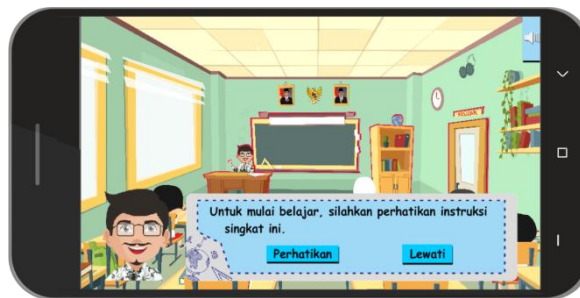 Untuk mulai belajar, silahkan perhatikan instruksi
singkat ini.
Perhatikan
Lewati